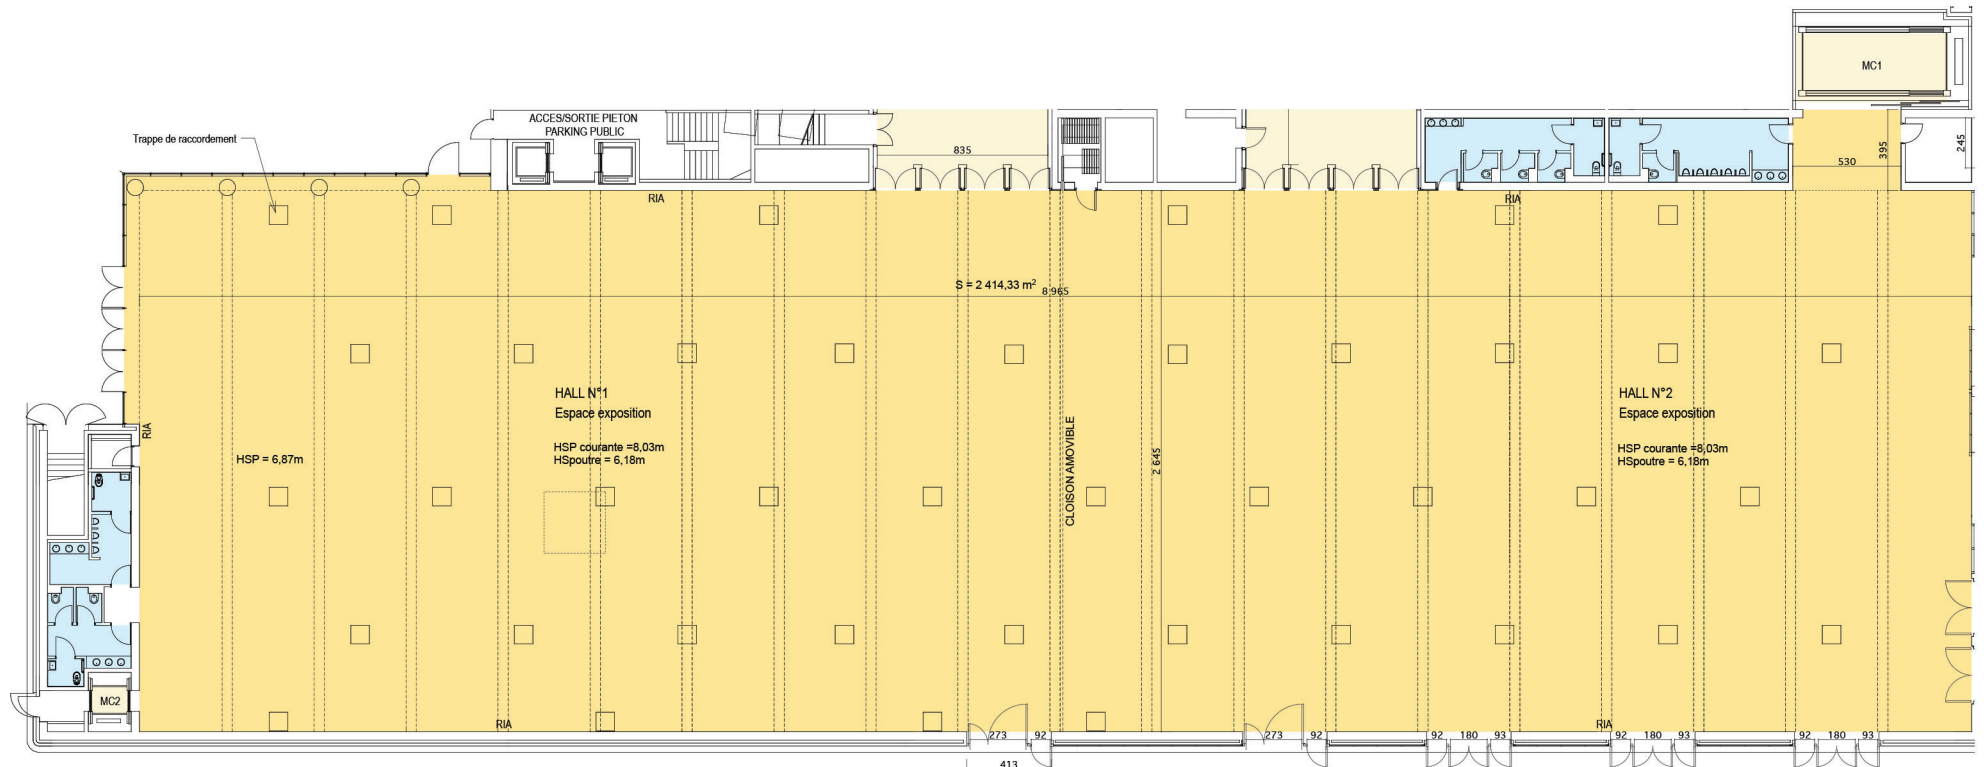 MC1
ACCES/SORTIE PIETON
PARKING PUBLIC
Trappe de raccordement
835
530
395
245
RIA
RIA
S = 2 414,33 m²
8 965
HALL N°1
Espace exposition
HSP courante =8,03m
HSpoutre = 6,18m
HALL N°2
Espace exposition
HSP courante =8,03m
HSpoutre = 6,18m
RIA
HSP = 6,87m
CLOISON AMOVIBLE
2 645
MC2
RIA
RIA
273
92
273
92
92
180
93
92
180
93
92
180
93
413